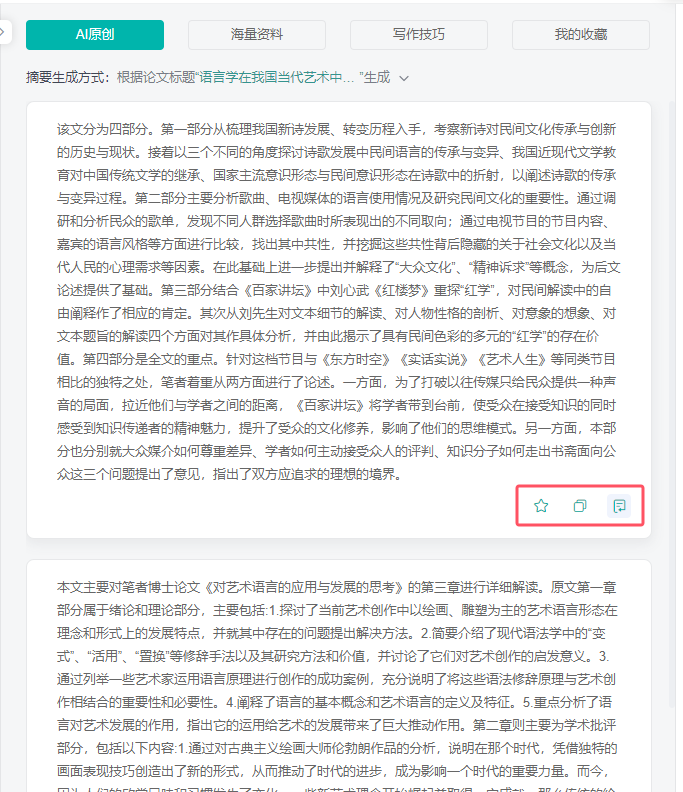 AI原创
海量资料
写作技巧
我的收藏
摘要生成方式：根据论文标题“语言学在我国当代艺术中... ”生成
该文分为四部分。第一部分从梳理我国新诗发展、转变历程入手，考察新诗对民间文化传承与创新
的历史与现状。接着以三个不同的角度探讨诗歌发展中民间语言的传承与变异、我国近现代文学教
育对中国传统文学的继承、国家主流意识形态与民间意识形态在诗歌中的折射，以阐述诗歌的传承
与变异过程。第二部分主要分析歌曲、电视媒体的语言使用情况及研究民间文化的重要性。通过调
研和分析民众的歌单，发现不同人群选择歌曲时所表现出的不同取向；通过电视节目的节目内容、
嘉宾的语言风格等方面进行比较，找出其中共性，并挖掘这些共性背后隐藏的关于社会文化以及当
代人民的心理需求等因素。在此基础上进一步提出并解释了“大众文化”、“精神诉求”等概念，为后文
论述提供了基础。第三部分结合《百家讲坛》中刘心武《红楼梦》重探“红学”，对民间解读中的自
由阐释作了相应的肯定。其次从刘先生对文本细节的解读、对人物性格的剖析、对意象的想象、对
文本题旨的解读四个方面对其作具体分析，并由此揭示了具有民间色彩的多元的“红学”的存在价
值。第四部分是全文的重点。针对这档节目与《东方时空》《实话实说》《艺术人生》等同类节目
相比的独特之处，笔者着重从两方面进行了论述。一方面，为了打破以往传媒只给民众提供一种声
音的局面，拉近他们与学者之间的距离，《百家讲坛》将学者带到台前，使受众在接受知识的同时
感受到知识传递者的精神魅力，提升了受众的文化修养，影响了他们的思维模式。另一方面，本部
分也分别就大众媒介如何尊重差异、学者如何主动接受众人的评判、知识分子如何走出书斋面向公
众这三个问题提出了意见，指出了双方应追求的理想的境界。
本文主要对笔者博士论文《对艺术语言的应用与发展的思考》的第三章进行详细解读。原文第一章
部分属于绪论和理论部分，主要包括:1.探讨了当前艺术创作中以绘画、雕塑为主的艺术语言形态在
理念和形式上的发展特点，并就其中存在的问题提出解决方法。2.简要介绍了现代语法学中的“变
式”、“活用”、“置换”等修辞手法以及其研究方法和价值，并讨论了它们对艺术创作的启发意义。3.
通过列举一些艺术家运用语言原理进行创作的成功案例，充分说明了将这些语法修辞原理与艺术创
作相结合的重要性和必要性。4.阐释了语言的基本概念和艺术语言的定义及特征。5.重点分析了语
言对艺术发展的作用，指出它的运用给艺术的发展带来了巨大推动作用。第二章则主要为学术批评
部分，包括以下内容:1.通过对古典主义绘画大师伦勃朗作品的分析，说明在那个时代，凭借独特的
画面表现技巧创造出了新的形式，从而推动了时代的进步，成为影响一个时代的重要力量。而今，